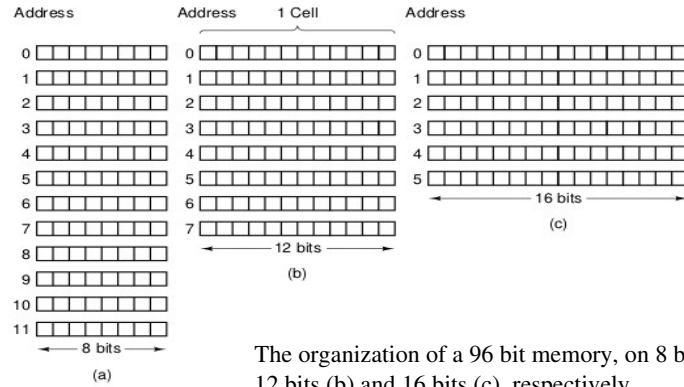 Address
0
1
2
3
4
5
6
7
8
9
10
11
8 bits
(a)
Address 1 Cell
0
1
2
3
4
5
6
7
12 bits
(b)
Address
0
1
2
3
4
5
16 bits
(c)
The organization of a 96 bit memory, on 8 b
12 bits (b) and 16 bits (c), respectively